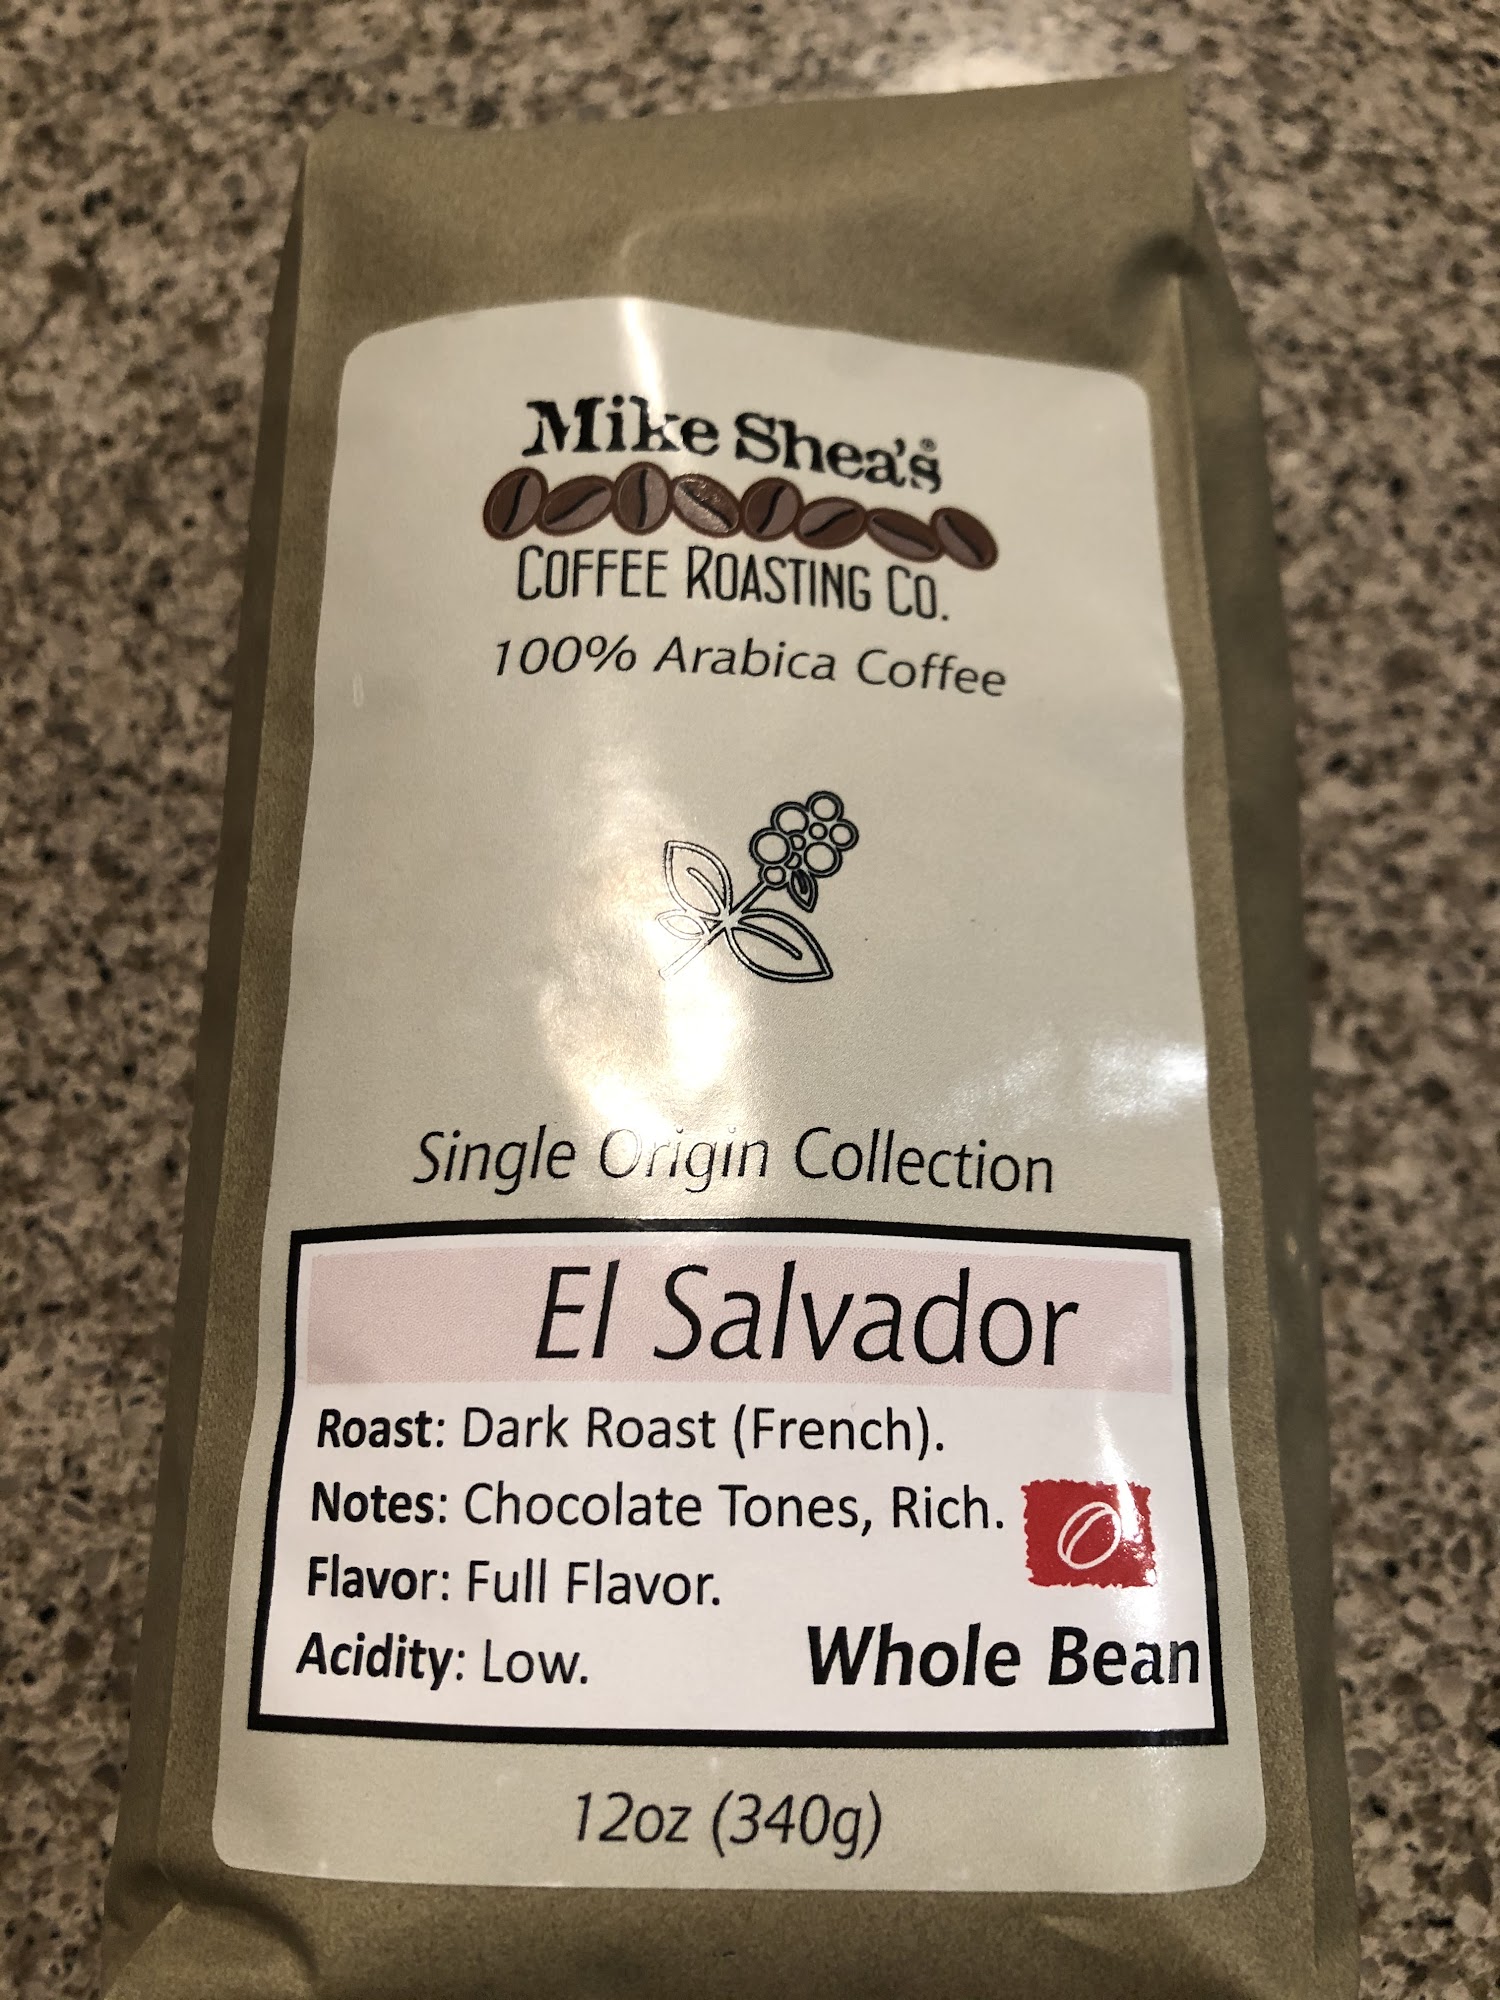 Mike Shea's®
COFFEE ROASTING CO.
100% Arabica Coffee
Single Origin Collection
El Salvador
Roast: Dark Roast (French).
Notes: Chocolate Tones, Rich.
Flavor: Full Flavor.
Acidity: Low.
Whole Bean
12oz (340g)